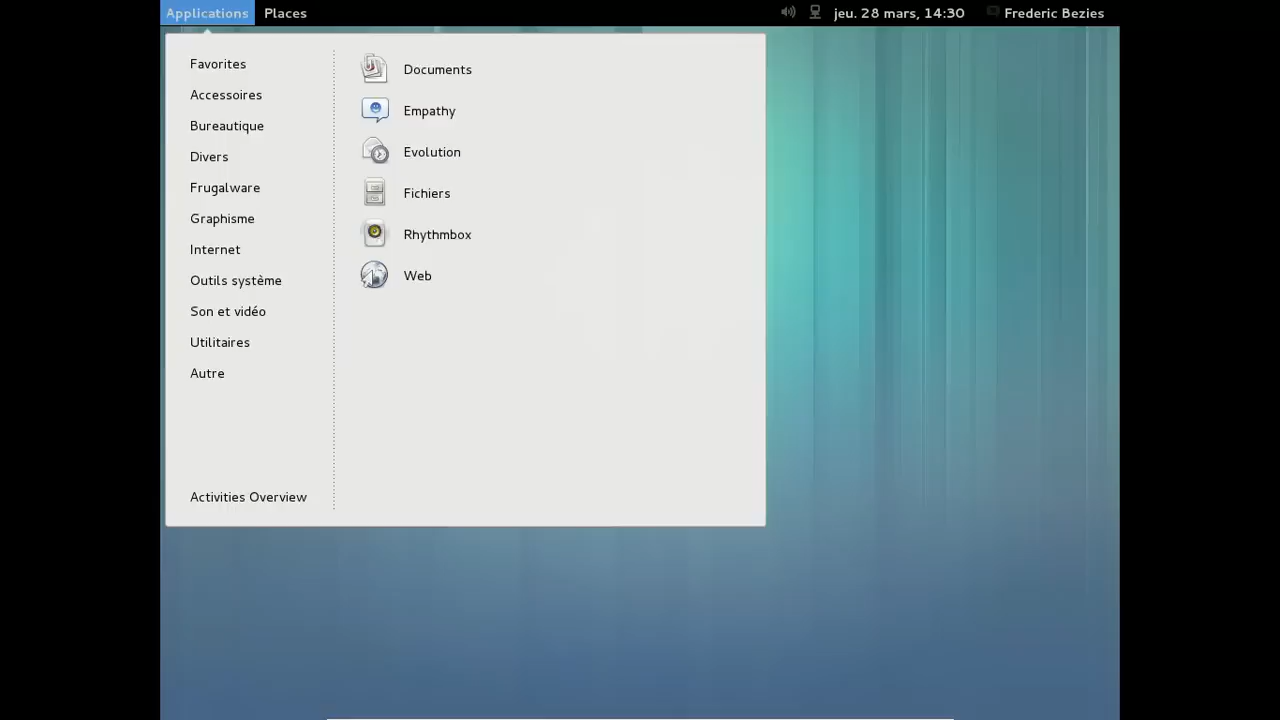 Applications Places jeu. 28 mars, 14:30 Frederic Bezies
Favorites
Accessoires
Bureautique
Divers
Frugalware
Graphisme
Internet
Outils système
Son et vidéo
Utilitaires
Autre
Activities Overview
Documents
Empathy
Evolution
Fichiers
Rhythmbox
Web